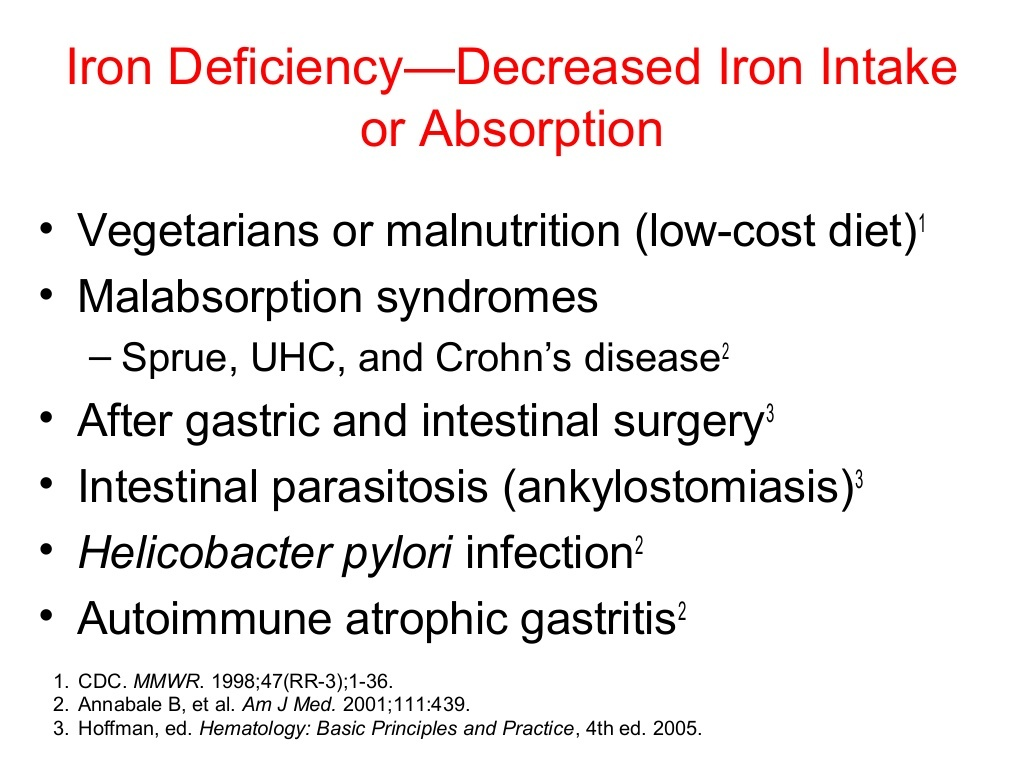 Iron Deficiency—Decreased Iron Intake
or Absorption
• Vegetarians or malnutrition (low-cost diet)1
• Malabsorption syndromes
– Sprue, UHC, and Crohn’s disease2
• After gastric and intestinal surgery3
• Intestinal parasitosis (ankylostomiasis)3
• Helicobacter pylori infection2
• Autoimmune atrophic gastritis2
1. CDC. MMWR. 1998;47(RR-3);1-36.
2. Annabale B, et al. Am J Med. 2001;111:439.
3. Hoffman, ed. Hematology: Basic Principles and Practice, 4th ed. 2005.